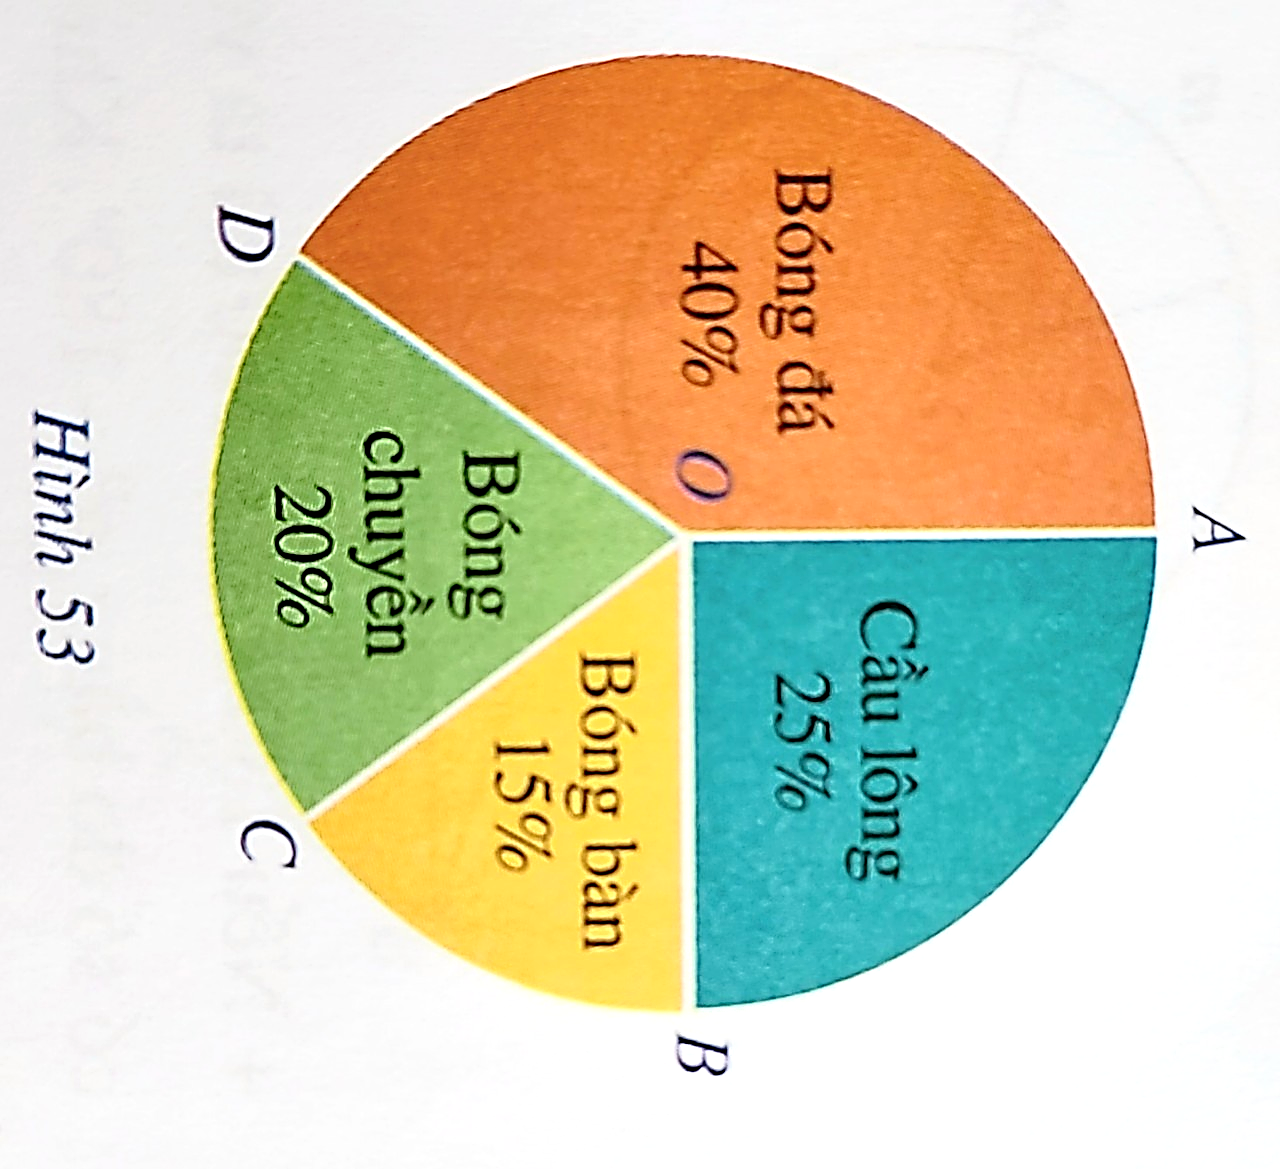 A
Bóng đá
40%
Cầu lông
25%
O
Bóng bàn
15%
B
Bóng
chuyền
20%
D
C
Hình 53